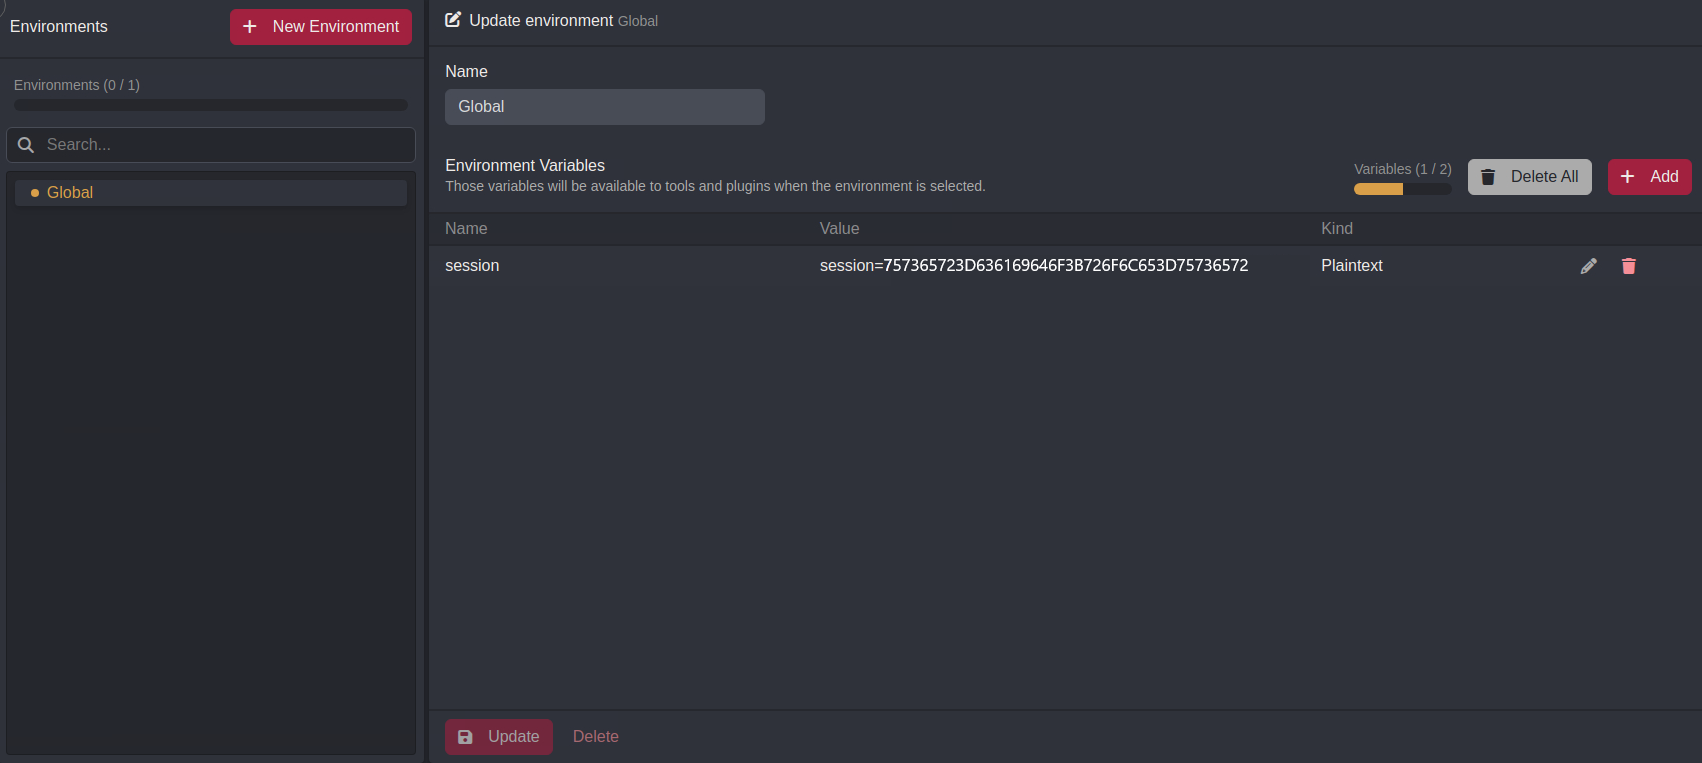 Environments
New Environment
Environments (0 / 1)
Search...
Global
Update environment Global
Name
Global
Environment Variables
Those variables will be available to tools and plugins when the environment is selected.
Variables (1 / 2)
Delete All
Add
Name Value Kind
session session=757365723D636169646F3B726F6C653D75736572 Plaintext
Update Delete